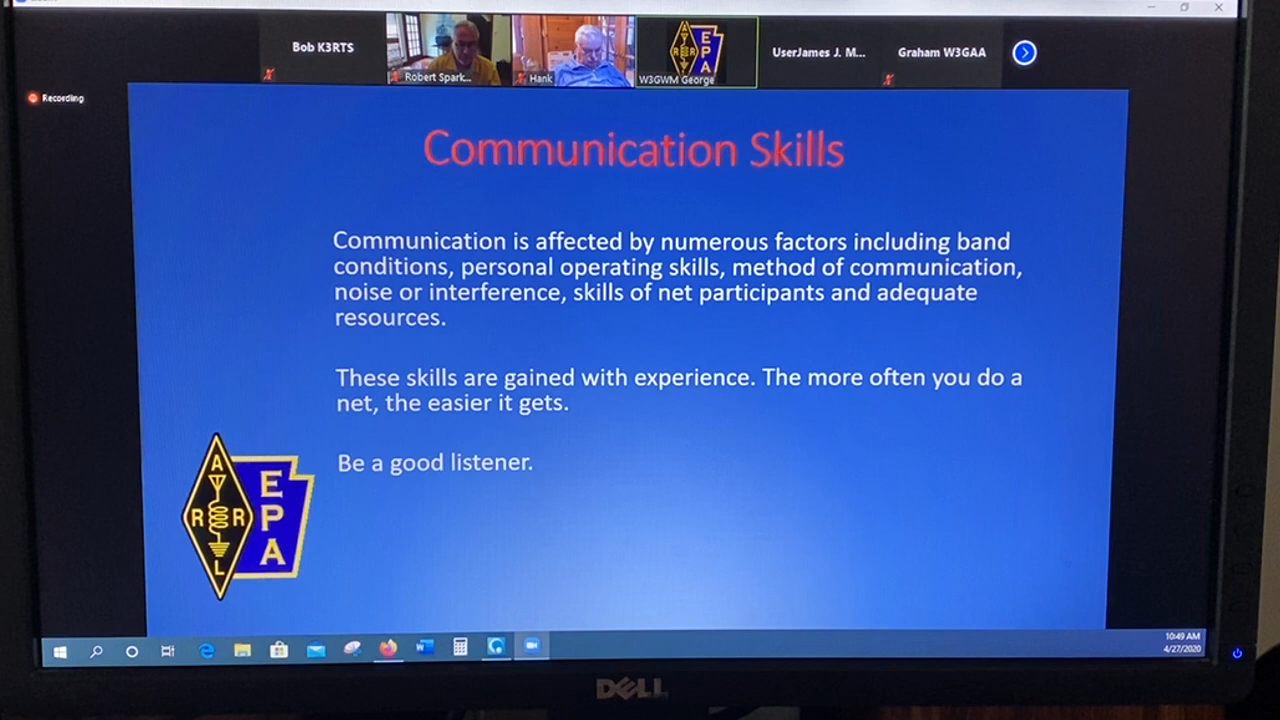 Bob K3RTS
Robert Spark...
Hank
A
R R
L
E
P
A
W3GWM George
UserJames J. M...
Graham W3GAA
Recording
Communication Skills
Communication is affected by numerous factors including band
conditions, personal operating skills, method of communication,
noise or interference, skills of net participants and adequate
resources.
These skills are gained with experience. The more often you do a
net, the easier it gets.
Be a good listener.
A
R R
L
E
P
A
10:49 AM
4/27/2020
DELL